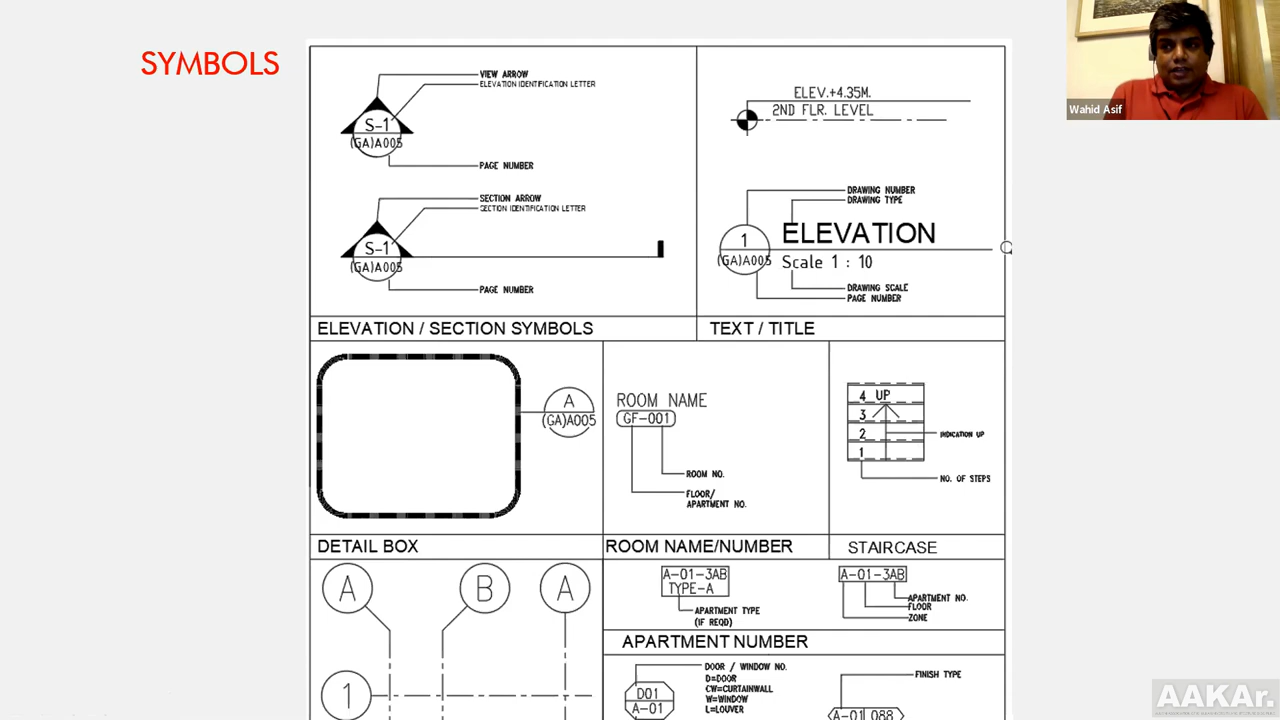 SYMBOLS
VIEW ARROW
ELEVATION IDENTIFICATION LETTER
S-1
(GA)A005
PAGE NUMBER
SECTION ARROW
SECTION IDENTIFICATION LETTER
S-1
(GA)A005
PAGE NUMBER
ELEV.+4.35M.
2ND FLR. LEVEL
DRAWING NUMBER
DRAWING TYPE
1
ELEVATION
(GA)A005
Scale 1 : 10
DRAWING SCALE
PAGE NUMBER
ELEVATION / SECTION SYMBOLS
TEXT / TITLE
A
(GA)A005
ROOM NAME
GF-001
ROOM NO.
FLOOR/
APARTMENT NO.
4 UP
3
2
1
INDICATION UP
NO. OF STEPS
DETAIL BOX
ROOM NAME/NUMBER
STAIRCASE
A
B
A
1
A-01-3AB
TYPE-A
APARTMENT TYPE
(IF REQD)
A-01-3AB
APARTMENT NO.
FLOOR
ZONE
APARTMENT NUMBER
DOOR / WINDOW NO.
D=DOOR
CW=CURTAINWALL
W=WINDOW
L=LOUVER
D01
A-01
FINISH TYPE
A-01 088
Wahid Asif
AAKAr.